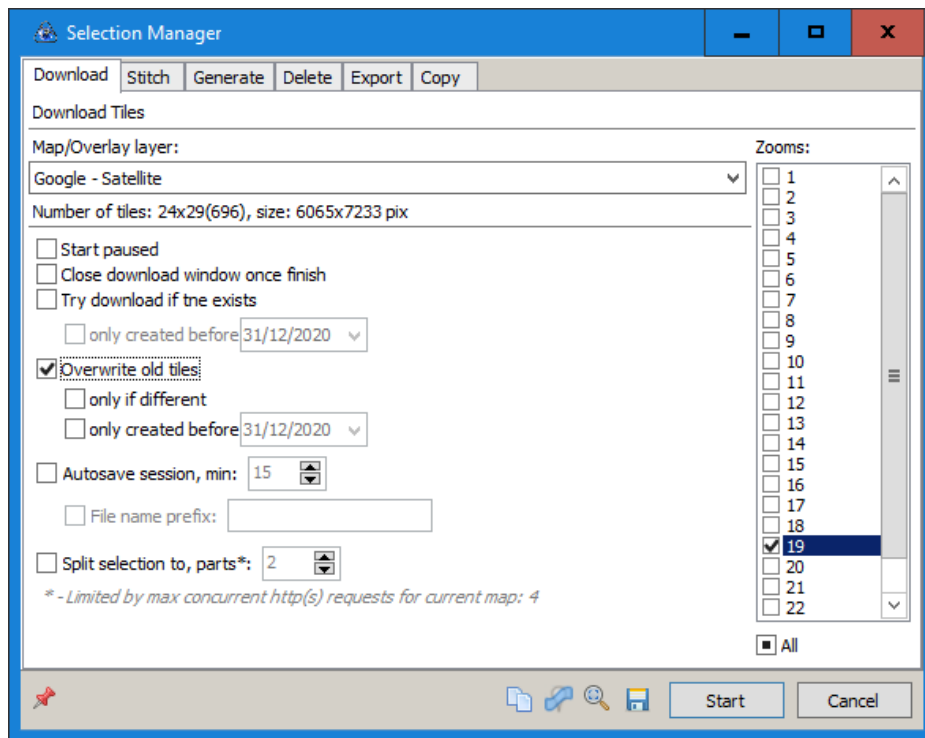 Selection Manager
Download Stitch Generate Delete Export Copy
Download Tiles
Map/Overlay layer:
Google - Satellite
Number of tiles: 24x29(696), size: 6065x7233 pix
Start paused
Close download window once finish
Try download if tne exists
only created before 31/12/2020
Overwrite old tiles
only if different
only created before 31/12/2020
Autosave session, min: 15
File name prefix:
Split selection to, parts*: 2
* - Limited by max concurrent http(s) requests for current map: 4
Zooms:
1
2
3
4
5
6
7
8
9
10
11
12
13
14
15
16
17
18
19
20
21
22
All
Start Cancel